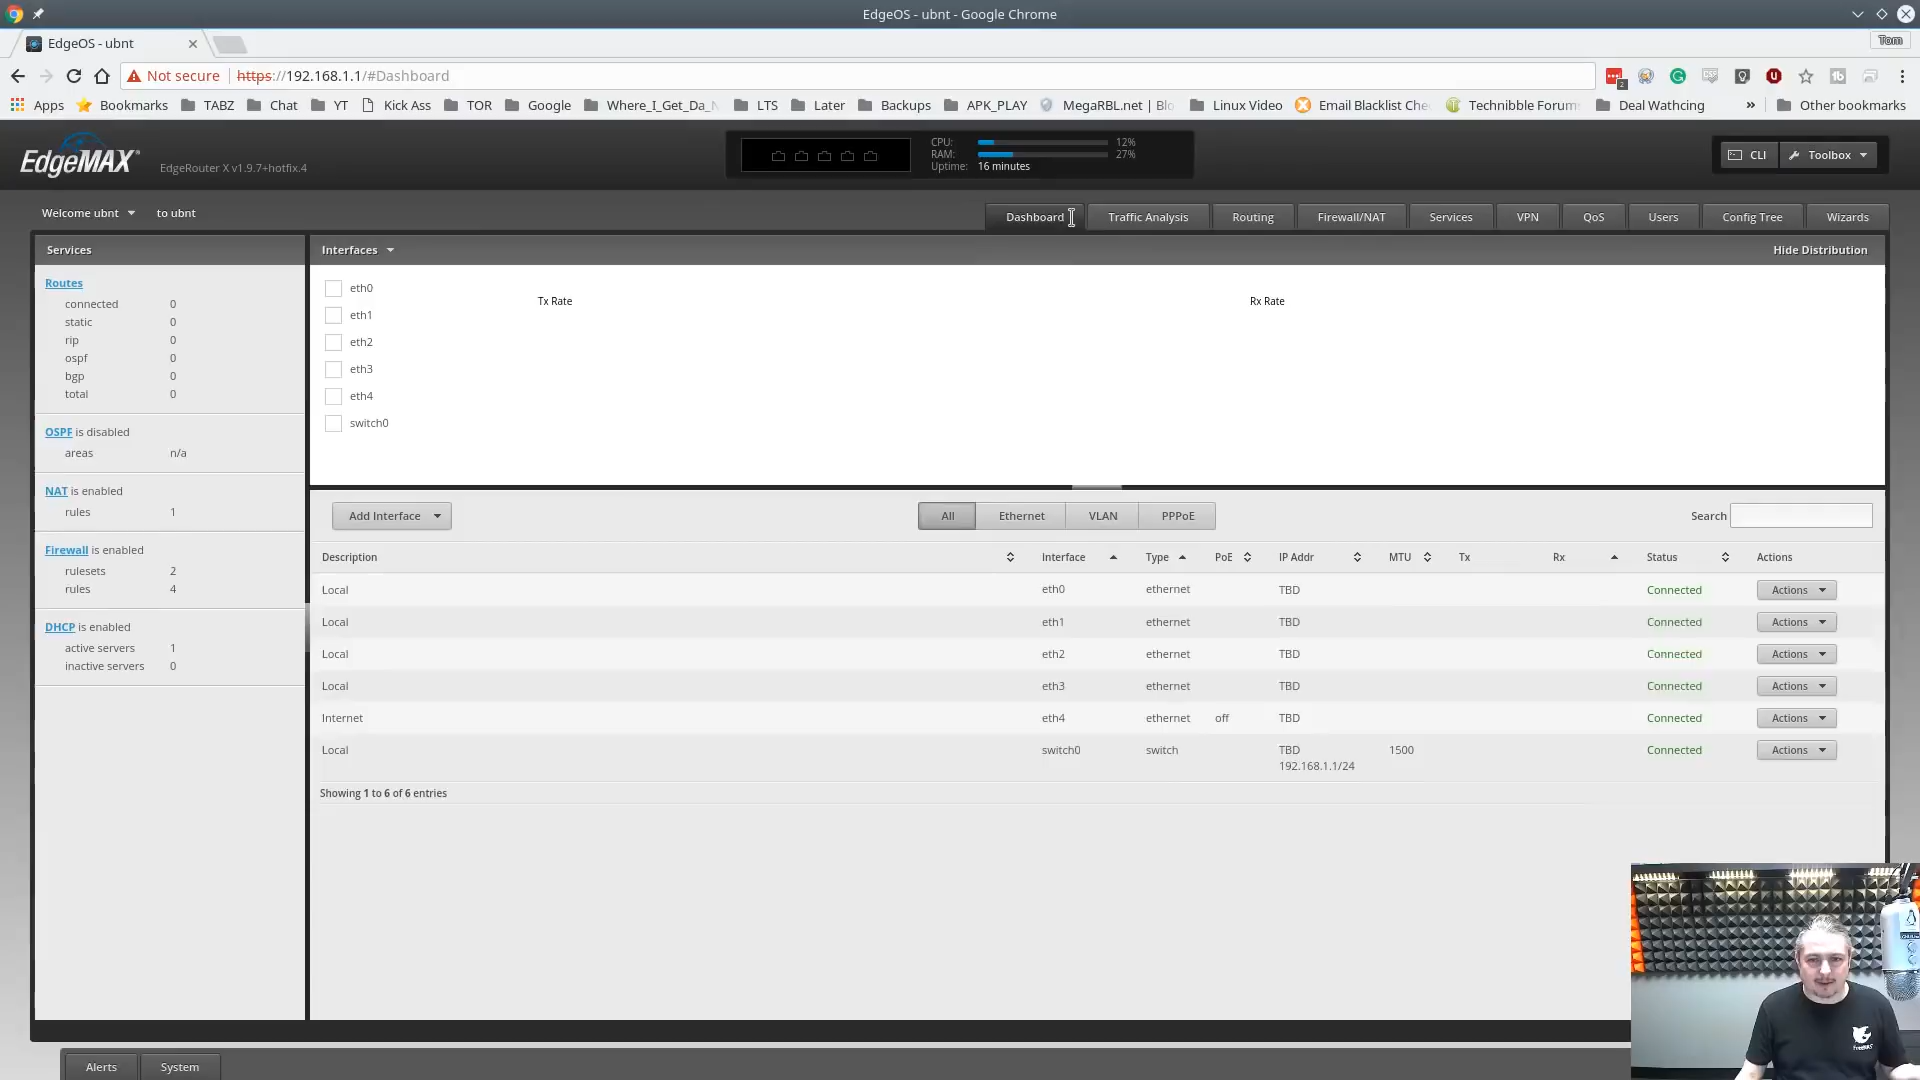 EdgeOS - ubnt - Google Chrome
EdgeOS - ubnt
Tom
Not secure https://192.168.1.1/#Dashboard
2
Apps Bookmarks TABZ Chat YT Kick Ass TOR Google Where_I_Get_Da_ LTS Later Backups APK_PLAY MegaRBL.net | Blo Linux Video Email Blacklist Che Technibble Forum Deal Wathcing » Other bookmarks
EdgeMAX
EdgeRouter X v1.9.7+hotfix.4
CPU: 12%
RAM: 27%
Uptime: 16 minutes
CLI Toolbox
Welcome ubnt to ubnt
Dashboard Traffic Analysis Routing Firewall/NAT Services VPN QoS Users Config Tree Wizards
Services
Routes
connected 0
static 0
rip 0
ospf 0
bgp 0
total 0
OSPF is disabled
areas n/a
NAT is enabled
rules 1
Firewall is enabled
rulesets 2
rules 4
DHCP is enabled
active servers 1
inactive servers 0
Interfaces Hide Distribution
eth0
eth1
eth2
eth3
eth4
switch0
Tx Rate Rx Rate
Add Interface All Ethernet VLAN PPPoE Search
Description Interface Type PoE IP Addr MTU Tx Rx Status Actions
Local eth0 ethernet TBD Connected Actions
Local eth1 ethernet TBD Connected Actions
Local eth2 ethernet TBD Connected Actions
Local eth3 ethernet TBD Connected Actions
Internet eth4 ethernet off TBD Connected Actions
Local switch0 switch TBD 1500 Connected Actions
192.168.1.1/24
Showing 1 to 6 of 6 entries
Alerts System